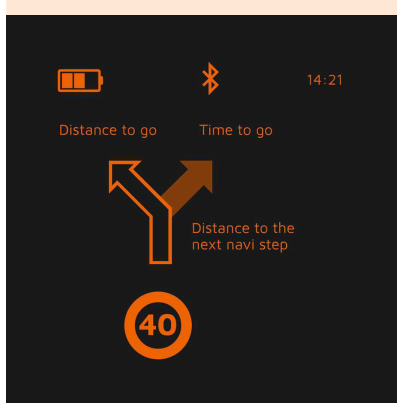 14:21
Distance to go
Time to go
Distance to the
next navi step
40